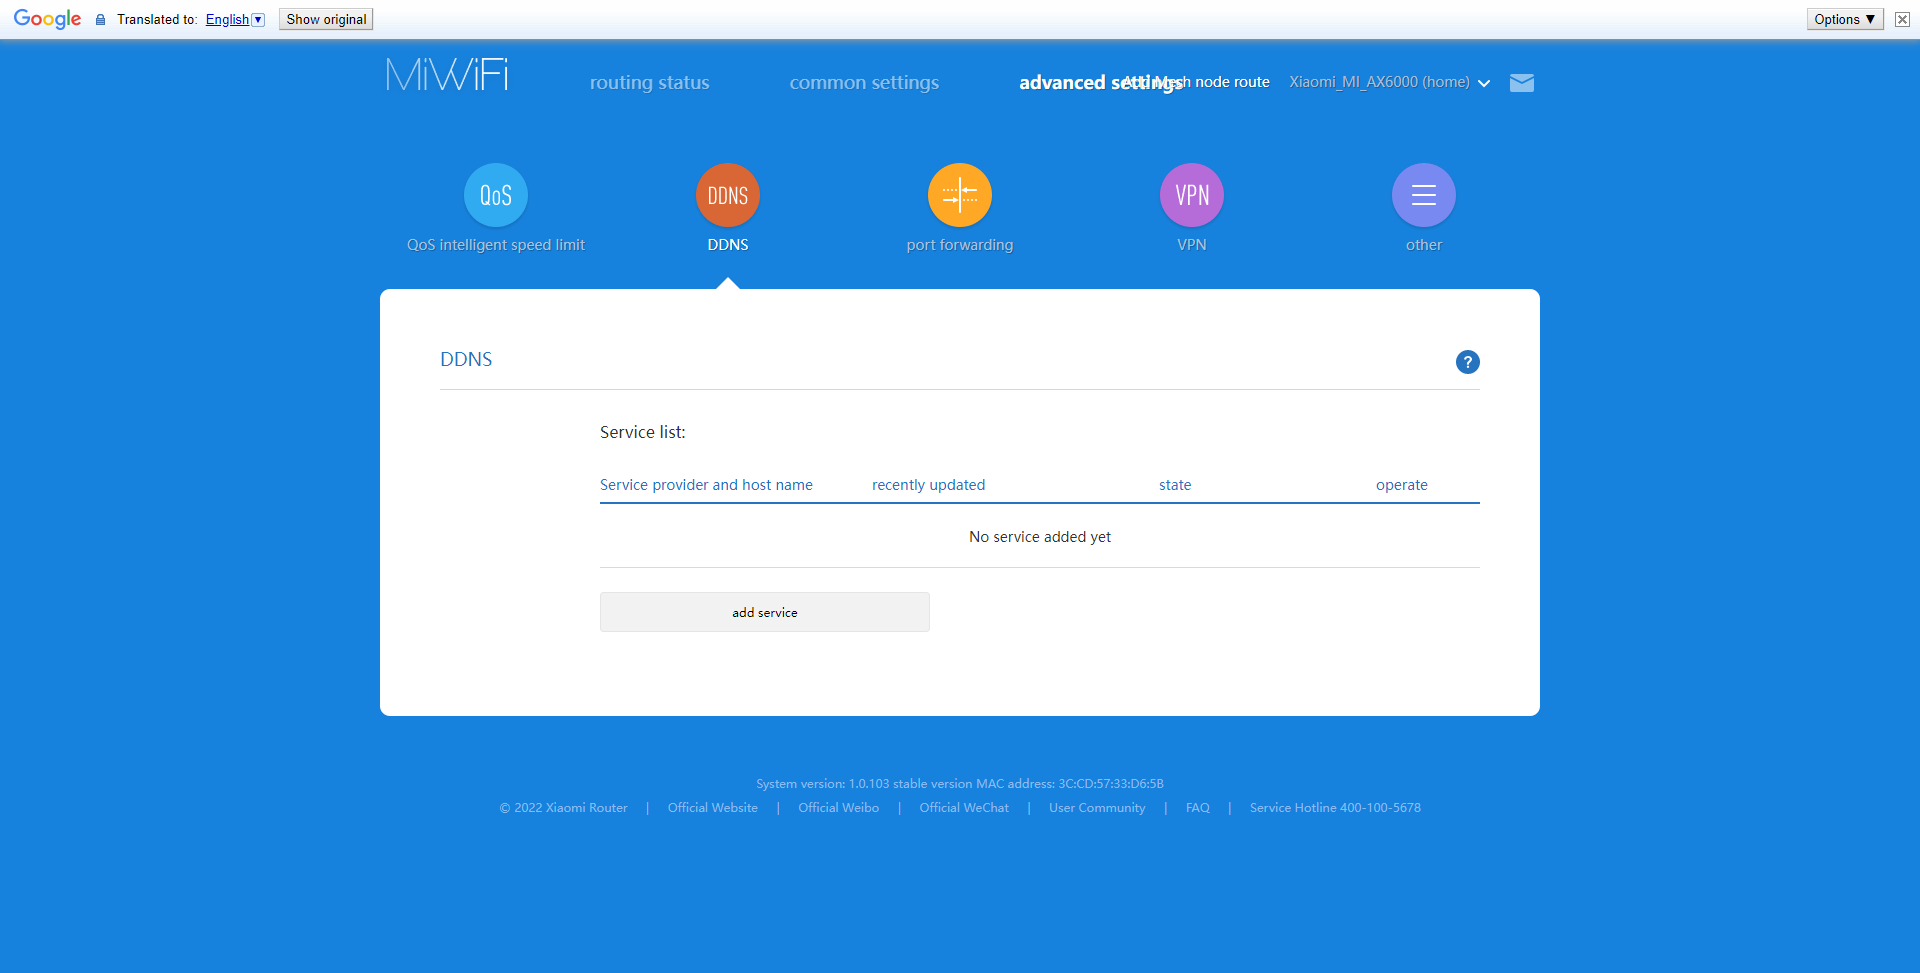 Google Translated to: English ▼ Show original Options ▼
MiWiFi routing status common settings advanced settings Add Mesh node route Xiaomi_MI_AX6000 (home)
QoS DDNS VPN
QoS intelligent speed limit DDNS port forwarding VPN other
DDNS ?
Service list:
Service provider and host name recently updated state operate
No service added yet
add service
System version: 1.0.103 stable version MAC address: 3C:CD:57:33:D6:5B
© 2022 Xiaomi Router | Official Website | Official Weibo | Official WeChat | User Community | FAQ | Service Hotline 400-100-5678